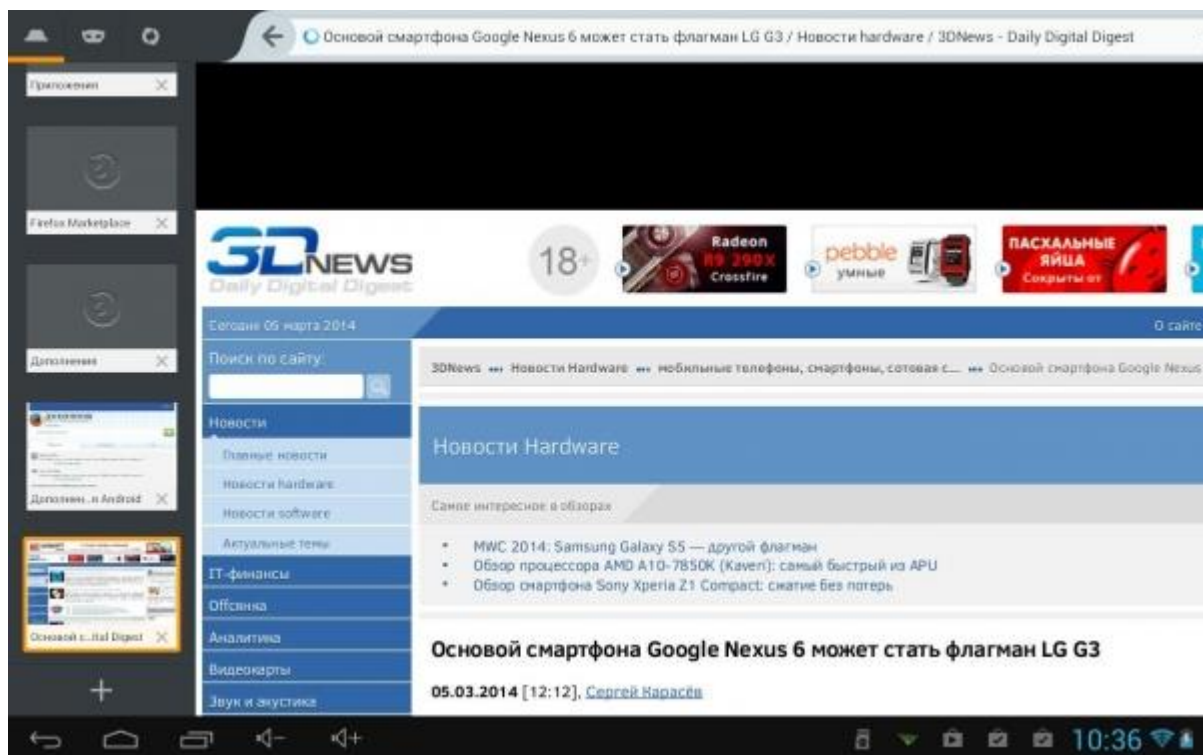 Основой смартфона Google Nexus 6 может стать флагман LG G3 / Новости hardware / 3DNews - Daily Digital Digest
Приложения
Firefox Marketplace
Дополнения
Дополнен...и Android
Основой с...ital Digest
3DNEWS
Daily Digital Digest
18+
Radeon
R9 290X
Crossfire
pebble
умные
ПАСХАЛЬНЫЕ
ЯЙЦА
Сокрыты от
Сегодня 05 марта 2014
О сайте
Поиск по сайту:
3DNews ... Новости Hardware ... мобильные телефоны, смартфоны, сотовая с... ... Основой смартфона Google Nexus
Новости
Главные новости
Новости hardware
Новости software
Актуальные темы
IT-финансы
Offсянка
Аналитика
Видеокарты
Звук и акустика
Новости Hardware
Самое интересное в обзорах
• MWC 2014: Samsung Galaxy S5 — другой флагман
• Обзор процессора AMD A10-7850K (Kaveri): самый быстрый из APU
• Обзор смартфона Sony Xperia Z1 Compact: сжатие без потерь
Основой смартфона Google Nexus 6 может стать флагман LG G3
05.03.2014 [12:12], Сергей Карасёв
10:36